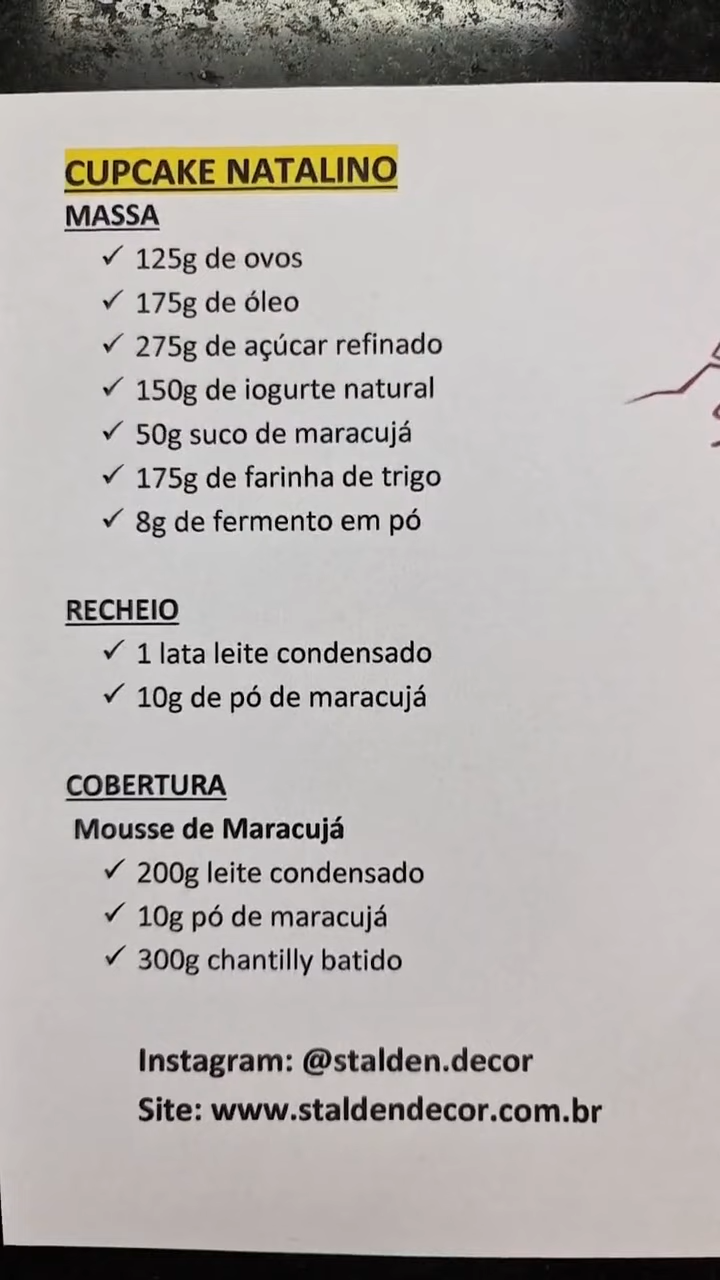 CUPCAKE NATALINO
MASSA
✓ 125g de ovos
✓ 175g de óleo
✓ 275g de açúcar refinado
✓ 150g de iogurte natural
✓ 50g suco de maracujá
✓ 175g de farinha de trigo
✓ 8g de fermento em pó
RECHEIO
✓ 1 lata leite condensado
✓ 10g de pó de maracujá
COBERTURA
Mousse de Maracujá
✓ 200g leite condensado
✓ 10g pó de maracujá
✓ 300g chantilly batido
Instagram: @stalden.decor
Site: www.staldendecor.com.br